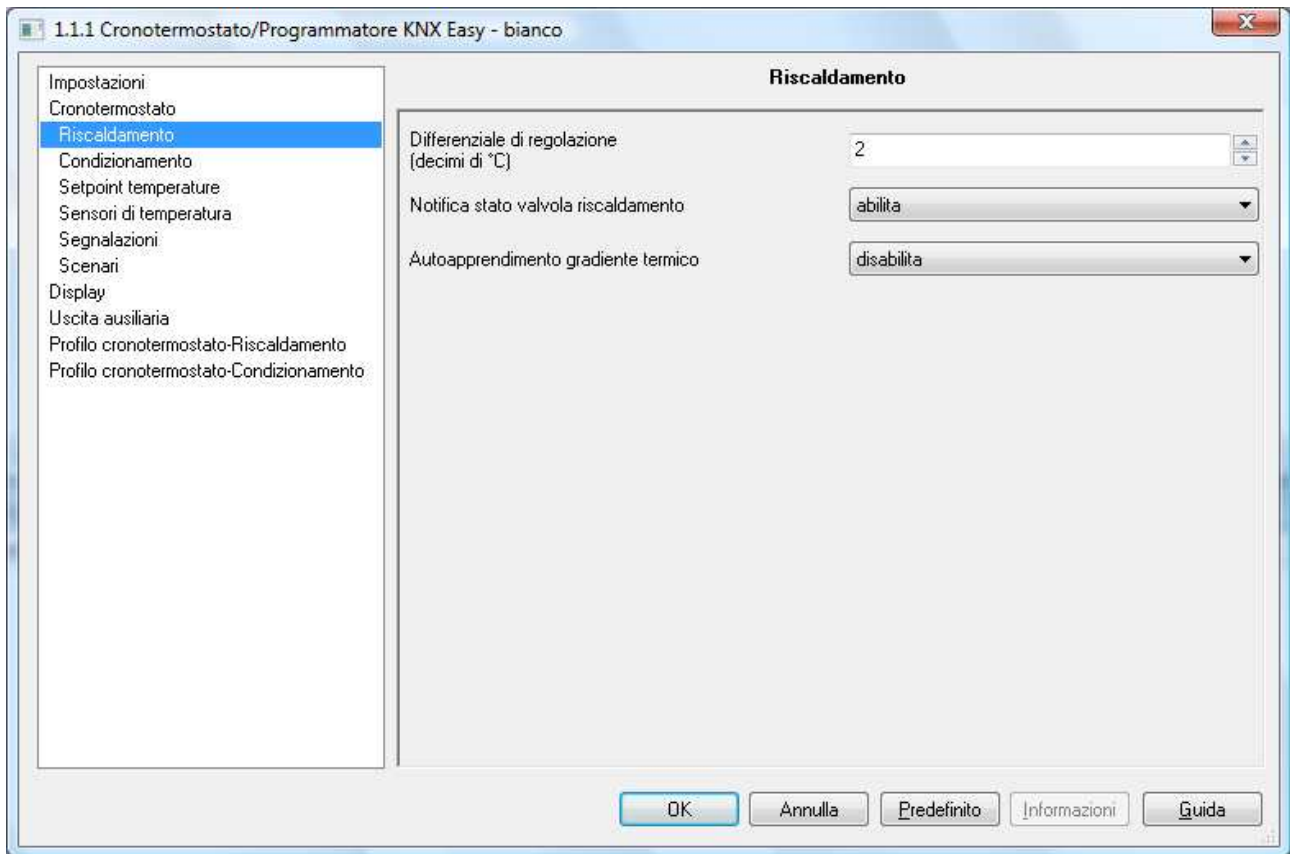 1.1.1 Cronotermostato/Programmatore KNX Easy - bianco
Impostazioni
Cronotermostato
Riscaldamento
Condizionamento
Setpoint temperature
Sensori di temperatura
Segnalazioni
Scenari
Display
Uscita ausiliaria
Profilo cronotermostato-Riscaldamento
Profilo cronotermostato-Condizionamento
Riscaldamento
Differenziale di regolazione
(decimi di °C)
2
Notifica stato valvola riscaldamento
abilita
Autoapprendimento gradiente termico
disabilita
OK
Annulla
Predefinito
Informazioni
Guida